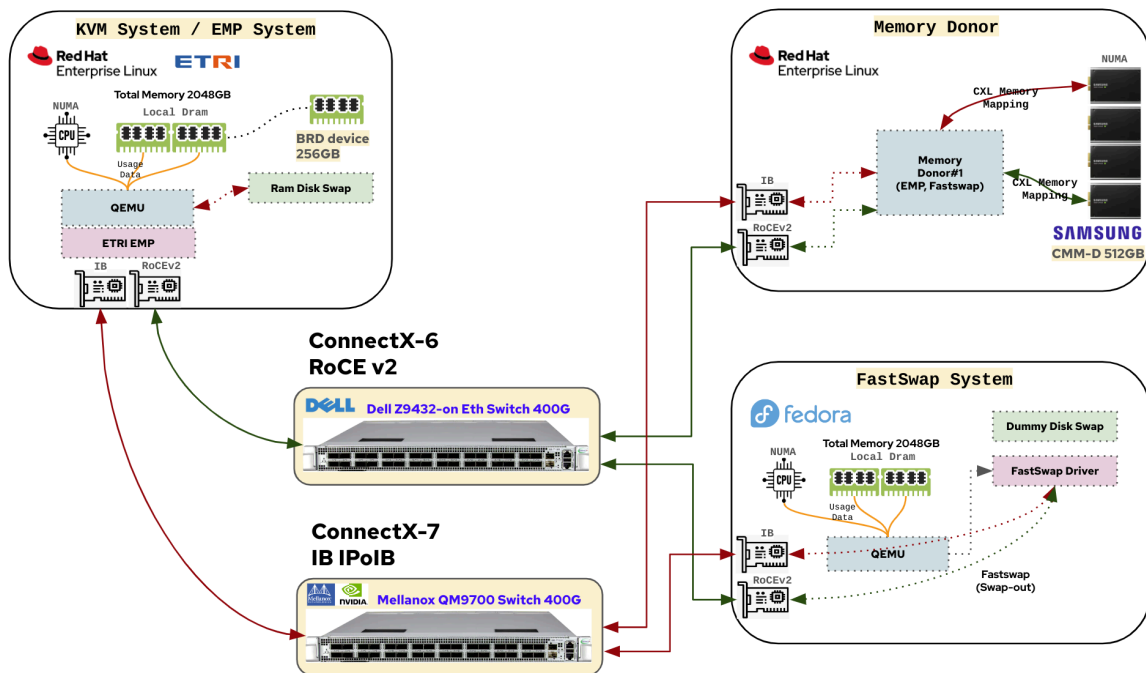 KVM System / EMP System
Red Hat
Enterprise Linux
ETRI
Total Memory 2048GB
NUMA
Local Dram
CPU
BRD device
256GB
Usage
Data
Ram Disk Swap
QEMU
ETRI EMP
IB
RoCEv2
Memory Donor
Red Hat
Enterprise Linux
NUMA
CXL Memory
Mapping
Memory
Donor#1
(EMP, Fastswap)
CXL Memory
Mapping
IB
RoCEv2
SAMSUNG
CMM-D 512GB
ConnectX-6
RoCE v2
DELL
Dell Z9432-on Eth Switch 400G
ConnectX-7
IB IPoIB
Mellanox
NVIDIA
Mellanox QM9700 Switch 400G
FastSwap System
fedora
Total Memory 2048GB
NUMA
Local Dram
CPU
Dummy Disk Swap
FastSwap Driver
Usage
Data
IB
QEMU
RoCEv2
Fastswap
(Swap-out)